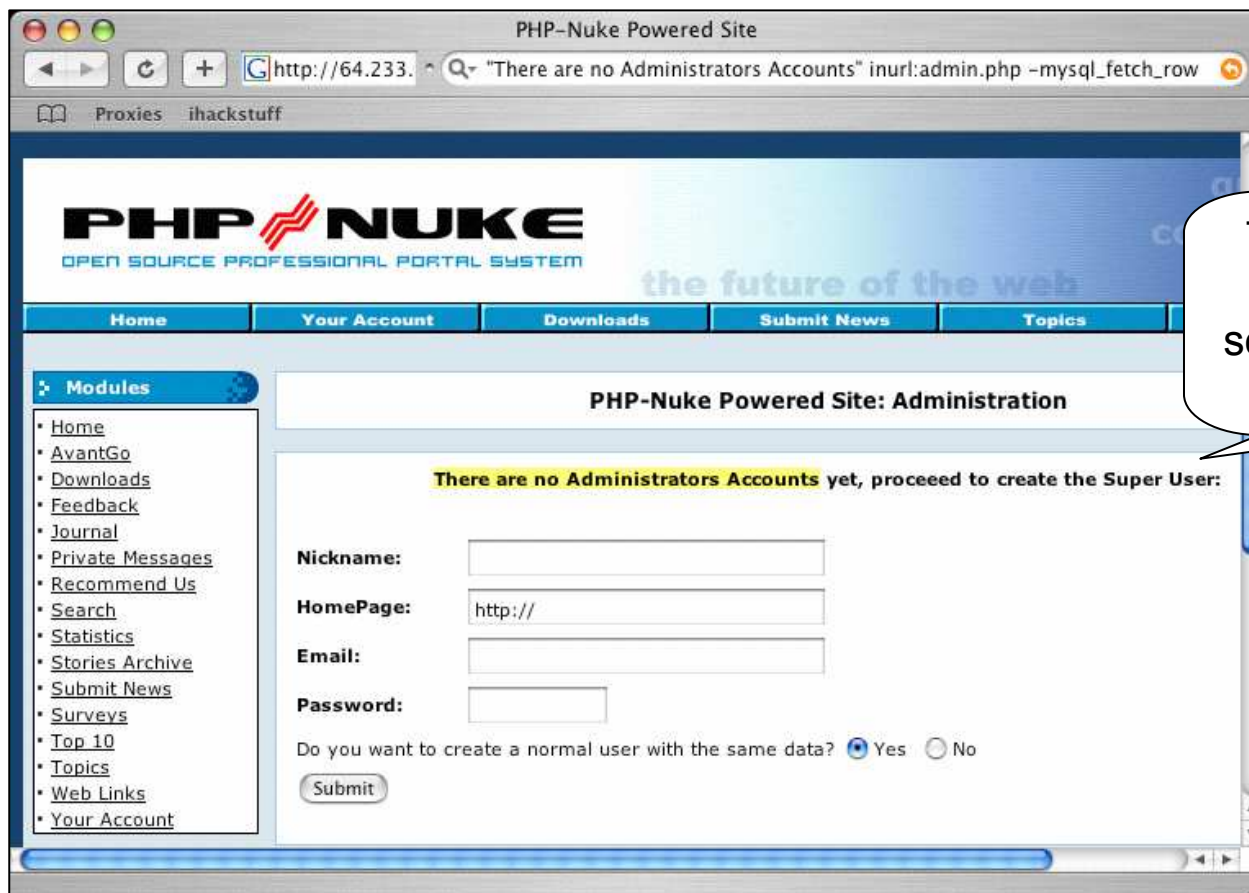 PHP-Nuke Powered Site
http://64.233. "There are no Administrators Accounts" inurl:admin.php -mysql_fetch_row
Proxies ihackstuff
PHP NUKE
OPEN SOURCE PROFESSIONAL PORTAL SYSTEM
the future of the web
Home Your Account Downloads Submit News Topics
Modules
Home
AvantGo
Downloads
Feedback
Journal
Private Messages
Recommend Us
Search
Statistics
Stories Archive
Submit News
Surveys
Top 10
Topics
Web Links
Your Account
PHP-Nuke Powered Site: Administration
There are no Administrators Accounts yet, proceeed to create the Super User:
Nickname:
HomePage: http://
Email:
Password:
Do you want to create a normal user with the same data? Yes No
Submit